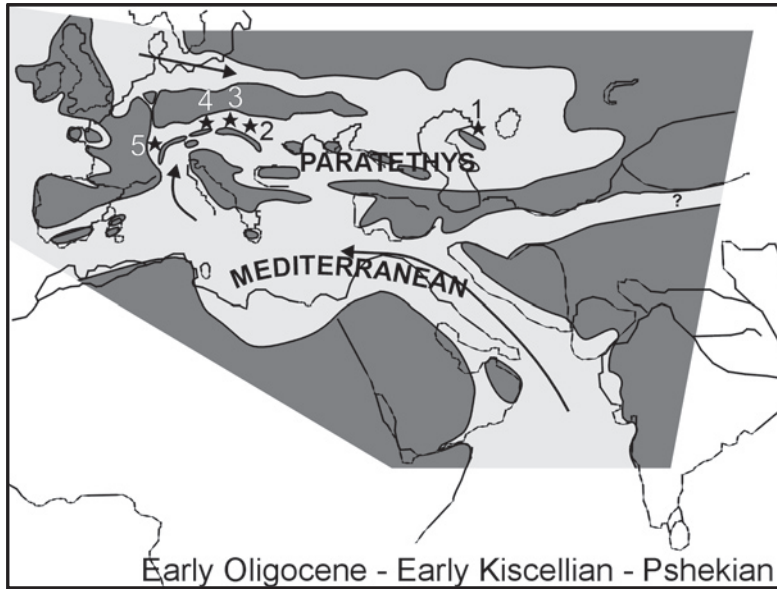 4 3 1
5 2
PARATETHYS
?
MEDITERRANEAN
Early Oligocene - Early Kiscellian - Pshekian